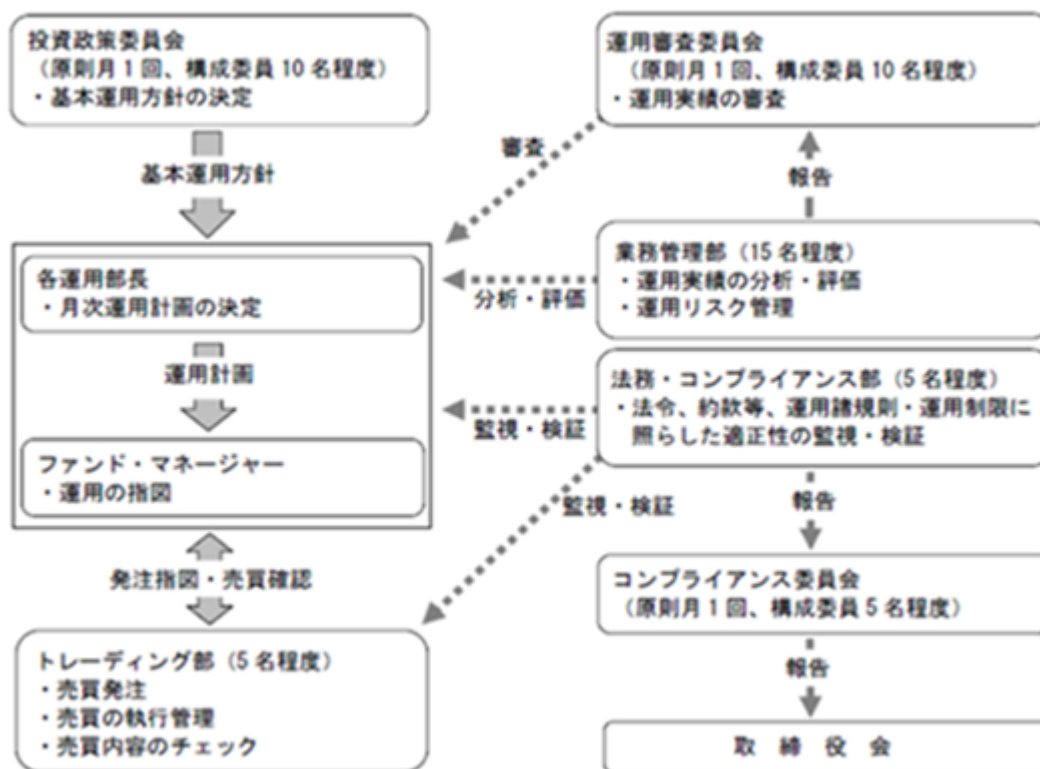 投資政策委員会
（原則月1回、構成委員10名程度）
・基本運用方針の決定
基本運用方針
各運用部長
・月次運用計画の決定
運用計画
ファンド・マネージャー
・運用の指図
発注指図・売買確認
トレーディング部（5名程度）
・売買発注
・売買の執行管理
・売買内容のチェック
運用審査委員会
（原則月1回、構成委員10名程度）
・運用実績の審査
審査
報告
業務管理部（15名程度）
・運用実績の分析・評価
・運用リスク管理
分析・評価
法務・コンプライアンス部（5名程度）
・法令、約款等、運用諸規則・運用制限に
照らした適正性の監視・検証
監視・検証
監視・検証
報告
コンプライアンス委員会
（原則月1回、構成委員5名程度）
報告
取締役会